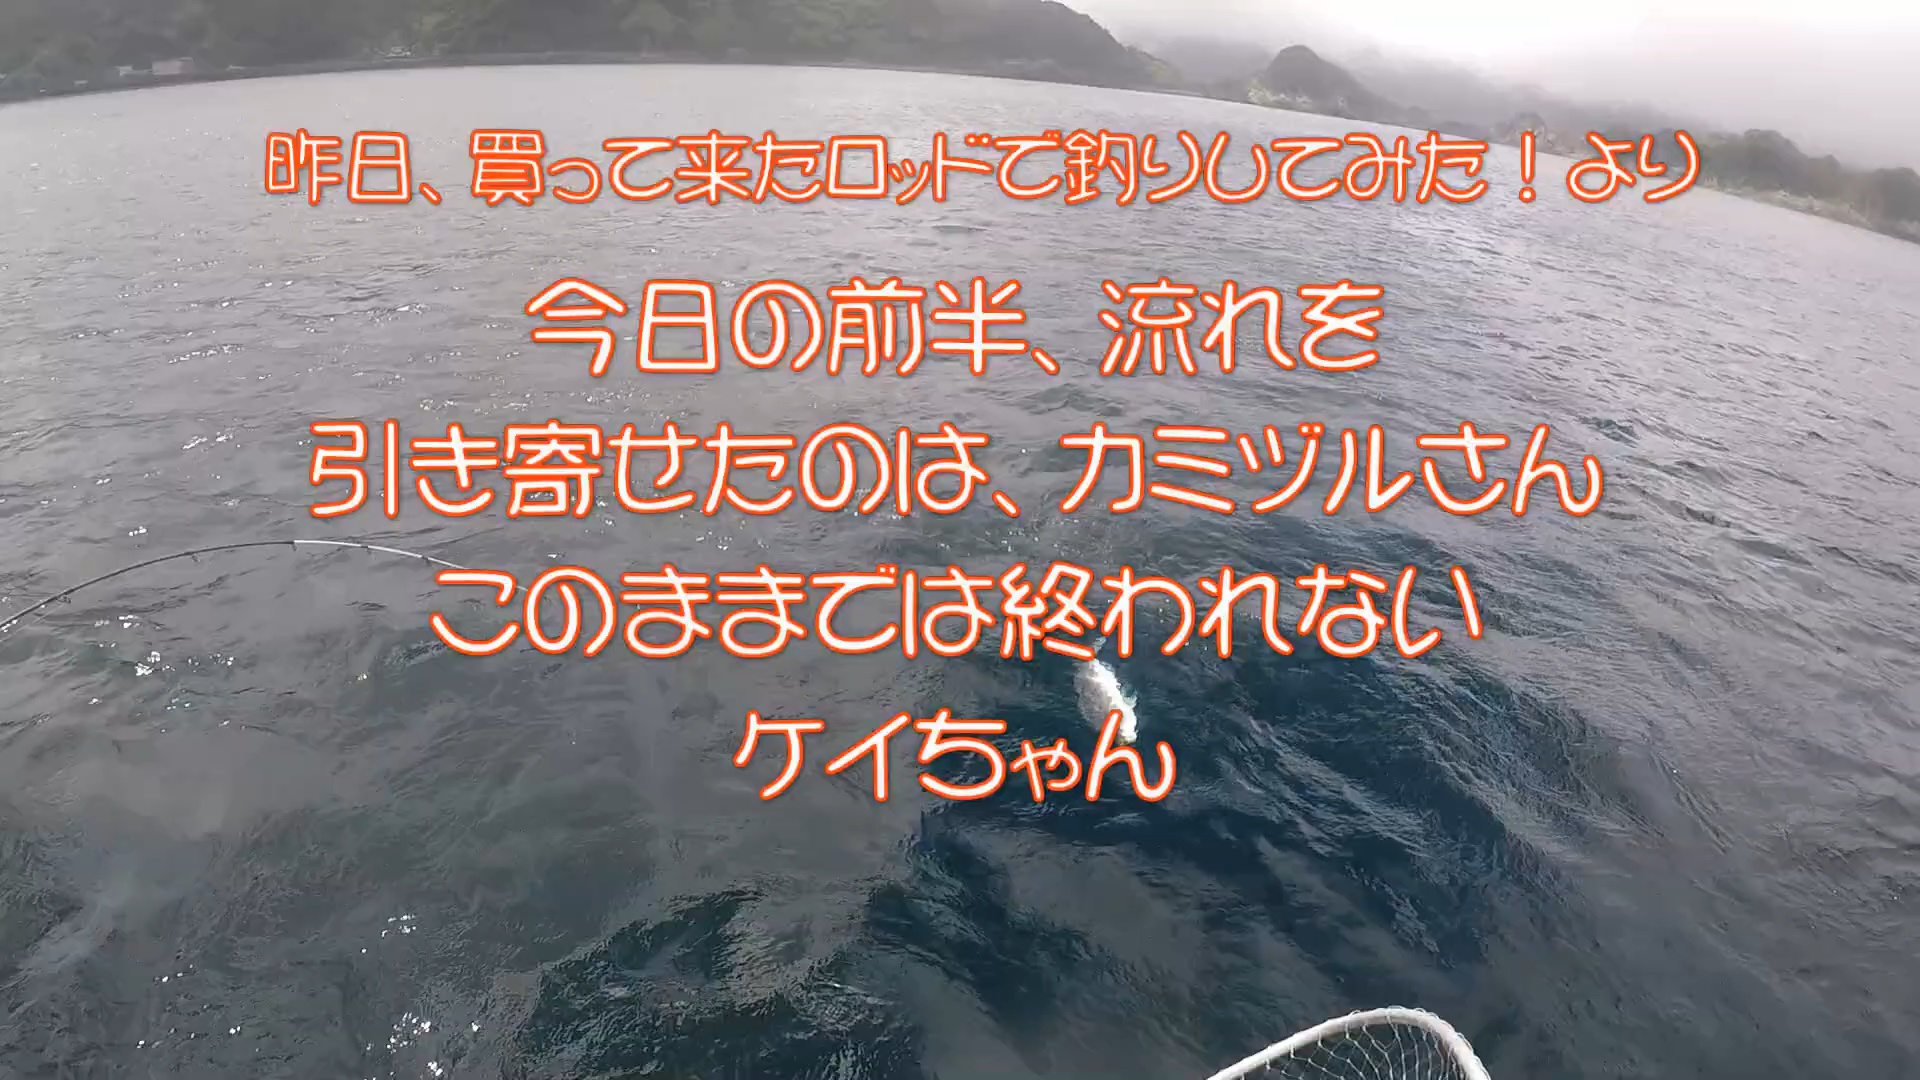 昨日、買って来たロッドで釣りしてみた！より
今日の前半、流れを
引き寄せたのは、カミヅルさん
このままでは終われない
ケイちゃん